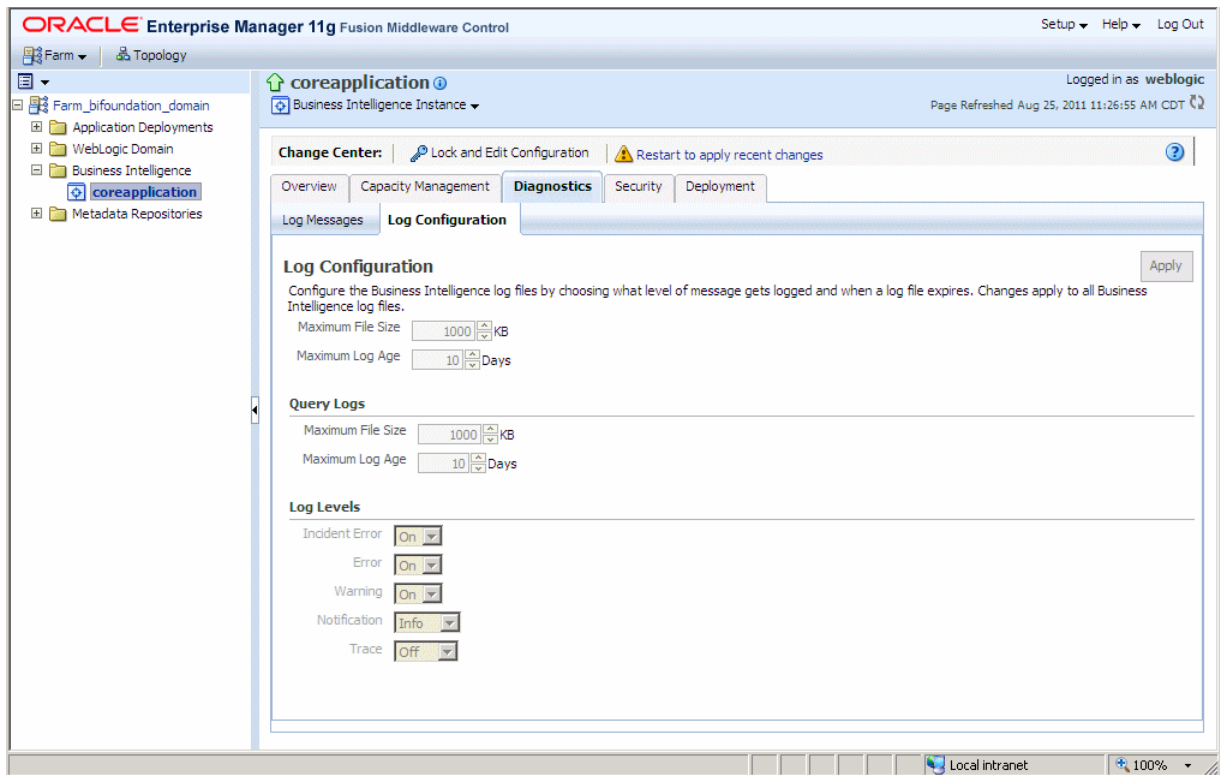 ORACLE Enterprise Manager 11g Fusion Middleware Control
Setup Help Log Out
Farm Topology
Farm_bifoundation_domain
Application Deployments
WebLogic Domain
Business Intelligence
coreapplication
Metadata Repositories
coreapplication
Logged in as weblogic
Business Intelligence Instance
Page Refreshed Aug 25, 2011 11:26:55 AM CDT
Change Center: Lock and Edit Configuration Restart to apply recent changes
Overview Capacity Management Diagnostics Security Deployment
Log Messages Log Configuration
Log Configuration
Apply
Configure the Business Intelligence log files by choosing what level of message gets logged and when a log file expires. Changes apply to all Business
Intelligence log files.
Maximum File Size 1000 KB
Maximum Log Age 10 Days
Query Logs
Maximum File Size 1000 KB
Maximum Log Age 10 Days
Log Levels
Incident Error On
Error On
Warning On
Notification Info
Trace Off
Local intranet 100%